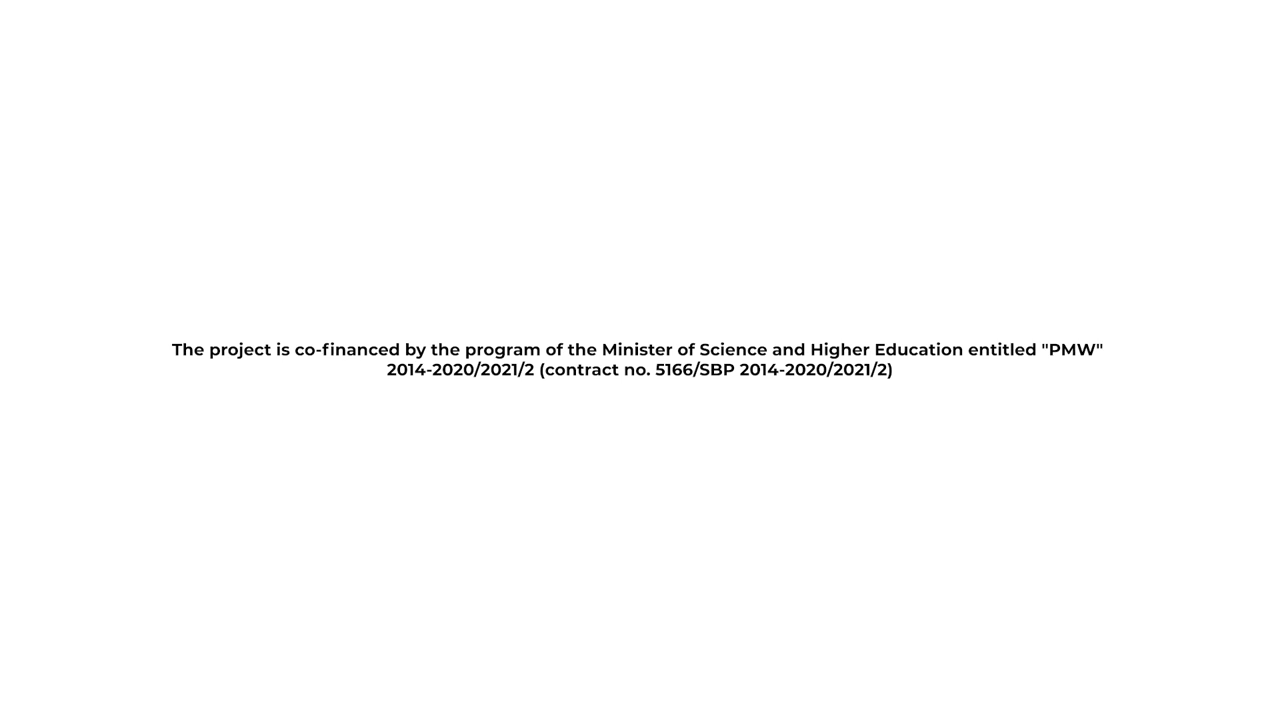 The project is co-financed by the program of the Minister of Science and Higher Education entitled "PMW"
2014-2020/2021/2 (contract no. 5166/SBP 2014-2020/2021/2)